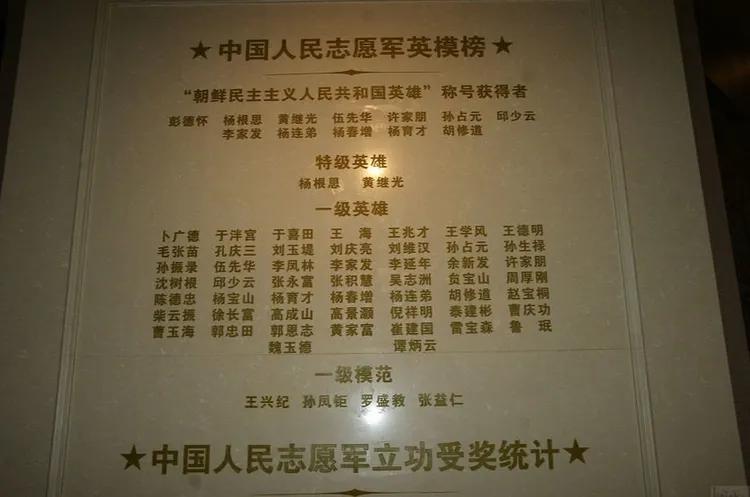 ★中国人民志愿军英模榜★
“朝鲜民主主义人民共和国英雄”称号获得者
彭德怀 杨根思 黄继光 伍先华 许家朋 孙占元 邱少云
李家发 杨连弟 杨春增 杨育才 胡修道
特级英雄
杨根思 黄继光
一级英雄
卜广德 于泮宫 于喜田 王海 王兆才 王学风 王德明
毛张苗 孔庆三 刘玉堤 刘庆亮 刘维汉 孙占元 孙生禄
孙振录 伍先华 李凤林 李家发 李延年 余新发 许家朋
沈树根 邱少云 张永富 张积慧 吴志洲 负宝山 周厚刚
陈德忠 杨宝山 杨育才 杨春增 杨连弟 胡修道 赵宝桐
柴云振 徐长富 高成山 高景灏 倪祥明 秦建彬 曹庆功
曹玉海 郭忠田 郭恩志 黄家富 崔建国 雷宝森 鲁珉
魏玉德 谭炳云
一级模范
王兴纪 孙凤钜 罗盛教 张益仁
★中国人民志愿军立功受奖统计★